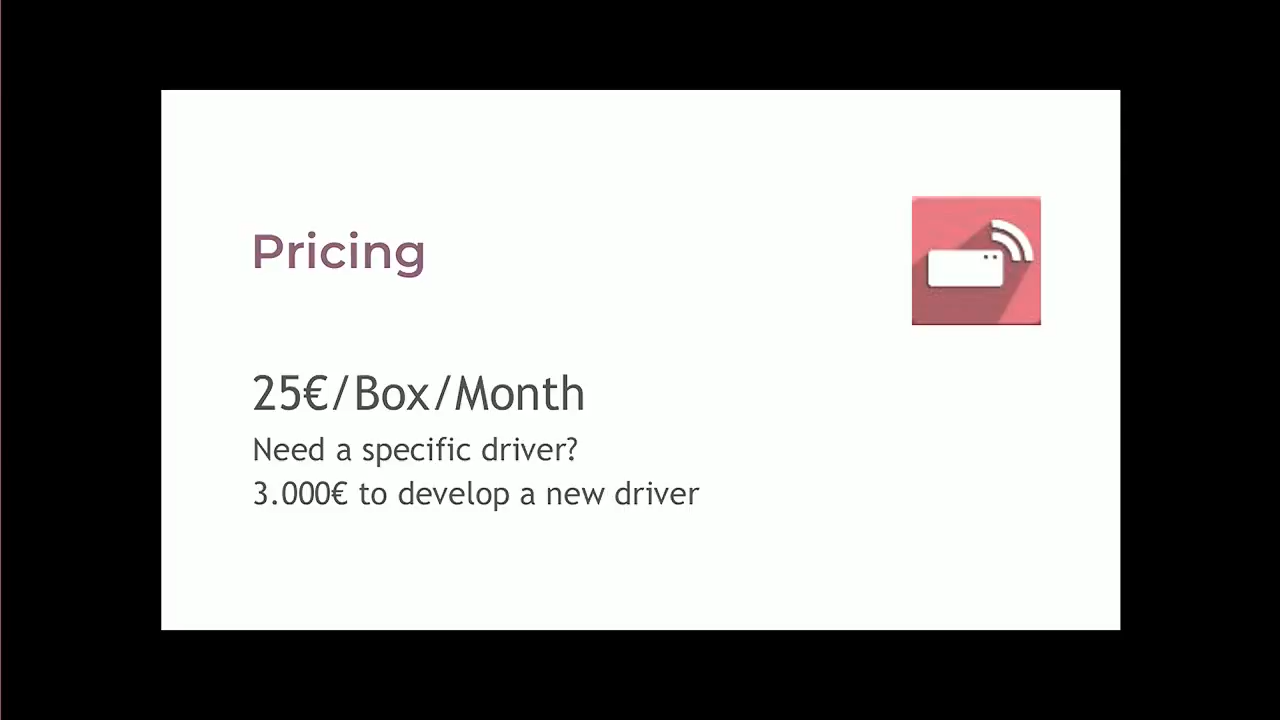 Pricing
25€/Box/Month
Need a specific driver?
3.000€ to develop a new driver